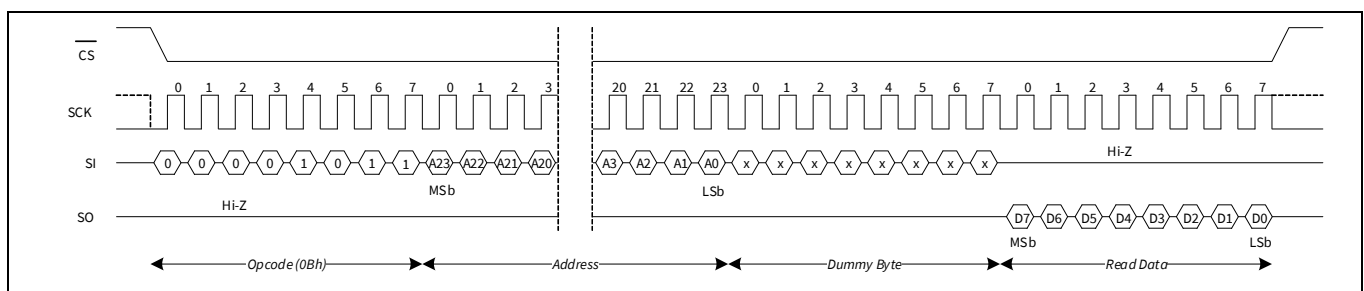 CS
0 1 2 3 4 5 6 7 0 1 2 3 20 21 22 23 0 1 2 3 4 5 6 7 0 1 2 3 4 5 6 7
SCK
Hi-Z
SI 0 0 0 0 1 0 1 1 A23 A22 A21 A20 A3 A2 A1 A0 x x x x x x x x
MSb LSb
Hi-Z
SO D7 D6 D5 D4 D3 D2 D1 D0
MSb LSb
Opcode (0Bh) Address Dummy Byte Read Data